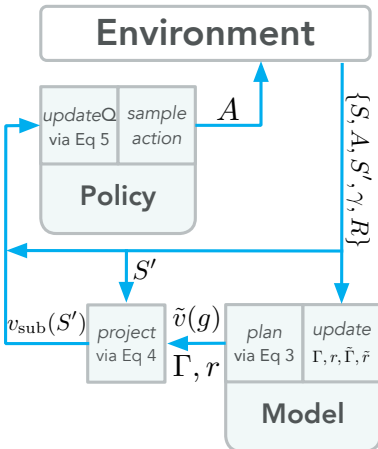 Environment
updateQ
via Eq 5
sample
action
A
{S, A, S′, γ, R}
Policy
S′
v_sub(S′)
project
via Eq 4
ṽ(g)
Γ, r
plan
via Eq 3
update
Γ, r, Γ̃, r̃
Model